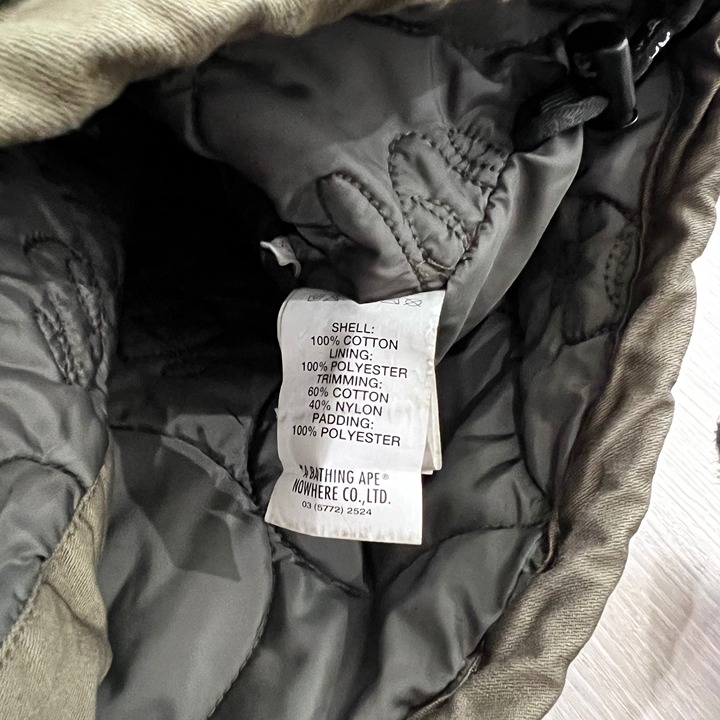 SHELL:
100% COTTON
LINING:
100% POLYESTER
TRIMMING:
60% COTTON
40% NYLON
PADDING:
100% POLYESTER
A BATHING APE®
NOWHERE CO.,LTD.
03 (5772) 2524